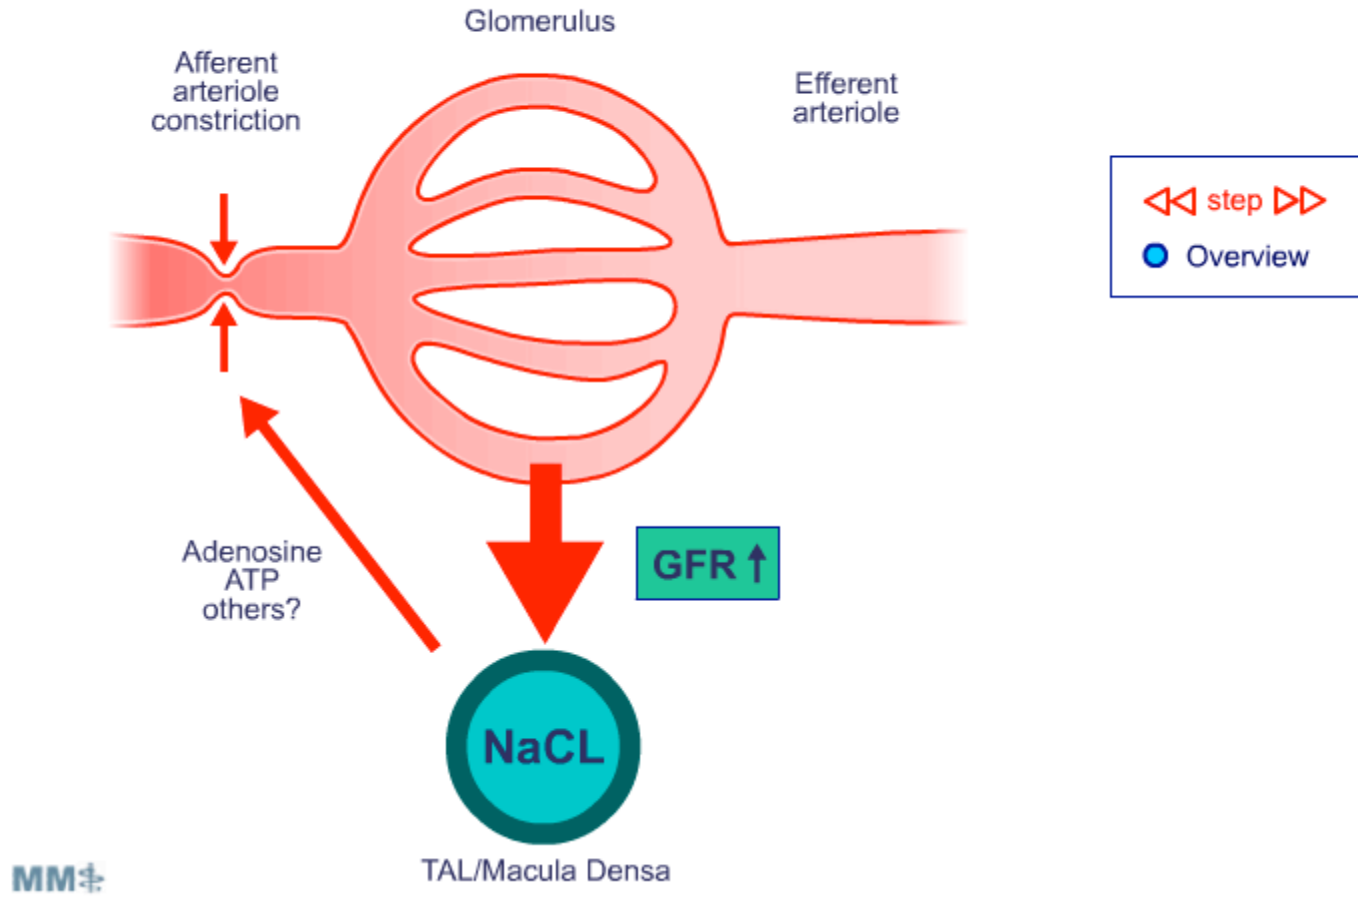 Glomerulus
Afferent
arteriole
constriction
Efferent
arteriole
step
Overview
Adenosine
ATP
others?
GFR
NaCL
TAL/Macula Densa
MM